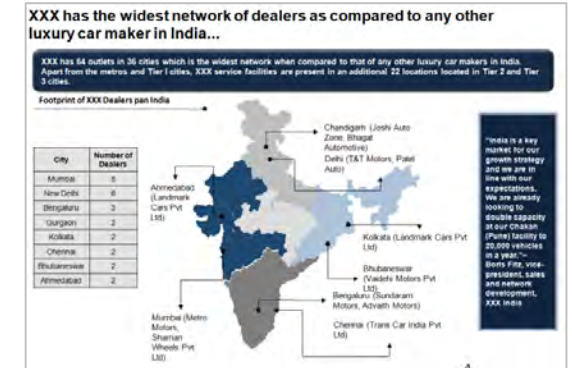 XXX has the widest network of dealers as compared to any other
luxury car maker in India...
XXX has 64 outlets in 36 cities which is the widest network when compared to that of any other luxury car makers in India.
Apart from the metros and Tier I cities, XXX service facilities are present in an additional 22 locations located in Tier 2 and Tier
3 cities.
Footprint of XXX Dealers pan India
City Number of
Dealers
Mumbai 6
New Delhi 6
Bengaluru 3
Gurgaon 2
Kolkata 2
Chennai 2
Bhubaneswar 2
Ahmedabad 2
Ahmedabad
(Landmark
Cars Pvt
Ltd)
Mumbai (Metro
Motors,
Shaman
Wheels Pvt
Ltd)
Chandigarh (Joshi Auto
Zone, Bhagat
Automotive)
Delhi (T&T Motors, Patel
Auto)
Kolkata (Landmark Cars Pvt
Ltd)
Bhubaneswar
(Vaidehi Motors Pvt
Ltd)
Bengaluru (Sundaram
Motors, Advaith Motors)
Chennai (Trans Car India Pvt
Ltd)
"India is a key
market for our
growth strategy
and we are in
line with our
expectations.
We are already
looking to
double capacity
at our Chakan
(Pune) facility to
20,000 vehicles
in a year."–
Boris Fitz, vice-
president, sales
and network
development,
XXX India